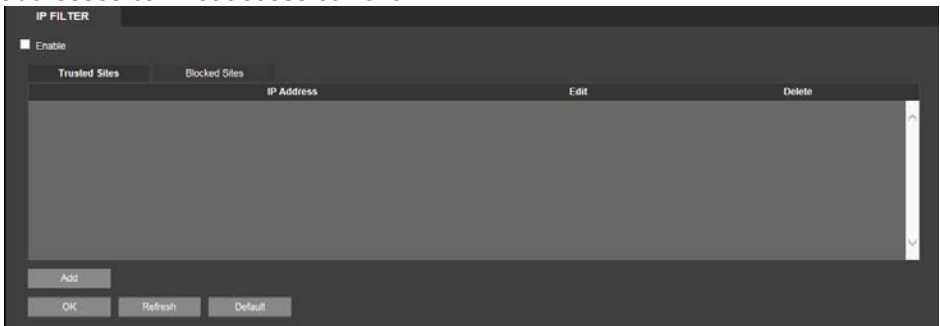 IP FILTER
Enable
Trusted Sites Blocked Sites
IP Address Edit Delete
Add
OK Refresh Default